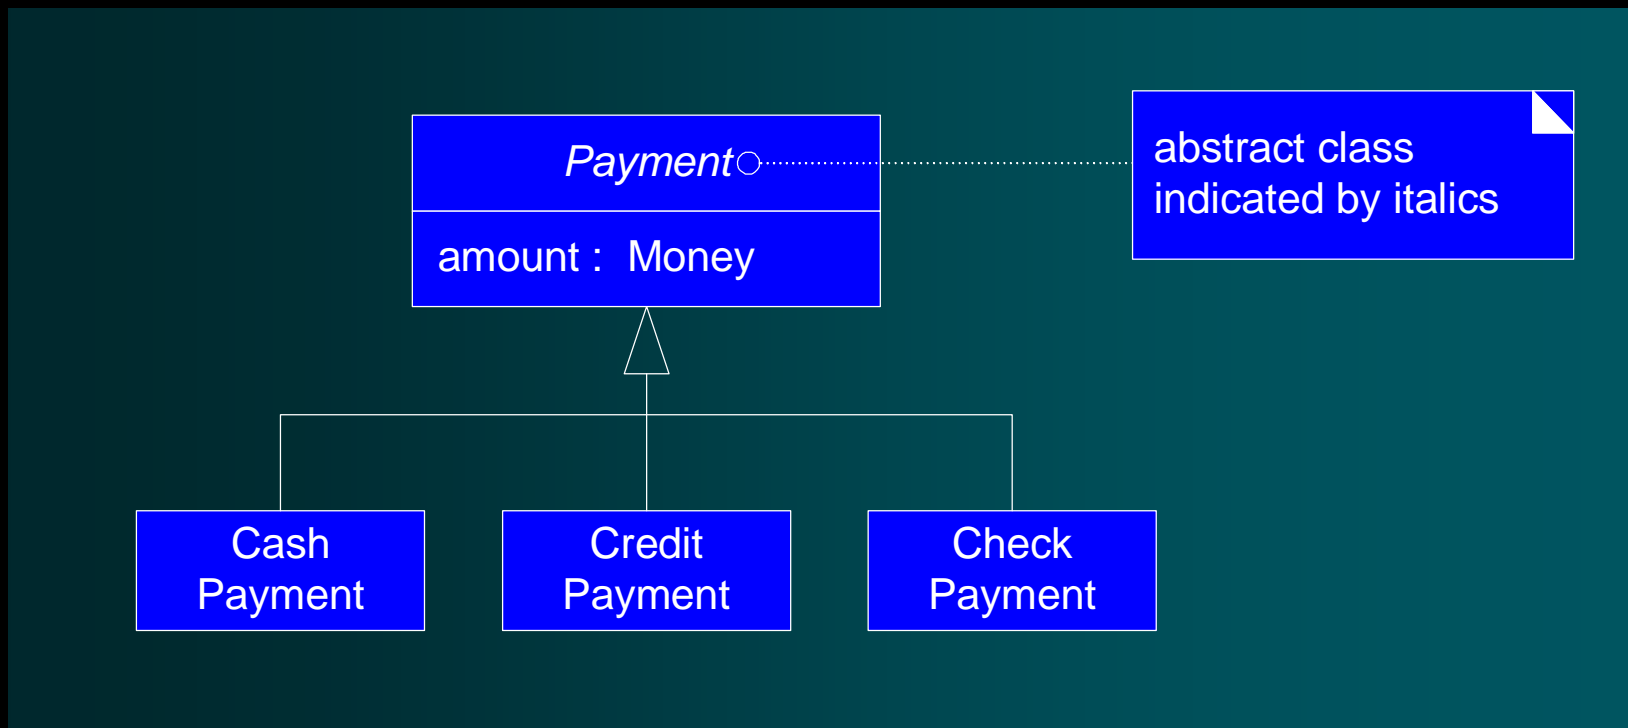 Payment
abstract class
indicated by italics
amount :  Money
Cash
Payment
Credit
Payment
Check
Payment